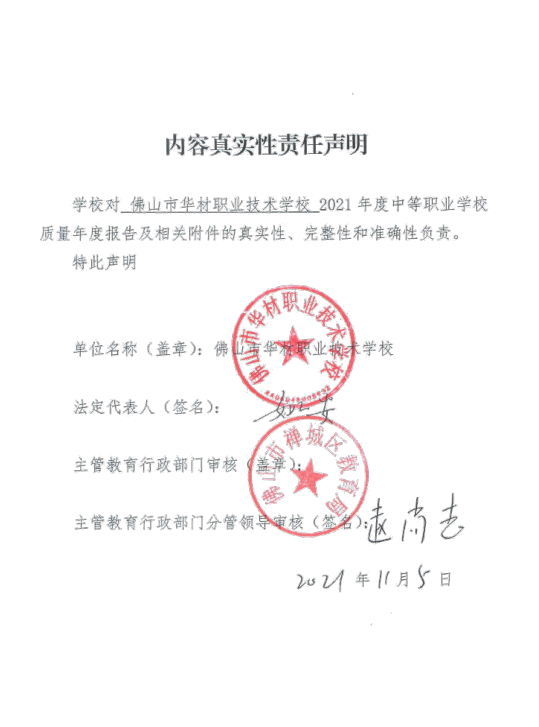 内容真实性责任声明
学校对 佛山市华材职业技术学校 2021 年度中等职业学校
质量年度报告及相关附件的真实性、完整性和准确性负责。
特此声明
佛山市华材职业技术学校
单位名称（盖章）：佛山市华材职业技术学校
法定代表人（签名）：
佛山市禅城区教育局
主管教育行政部门审核（盖章）：
主管教育行政部门分管领导审核（签名）：赵尚志
2021 年 11 月 5 日